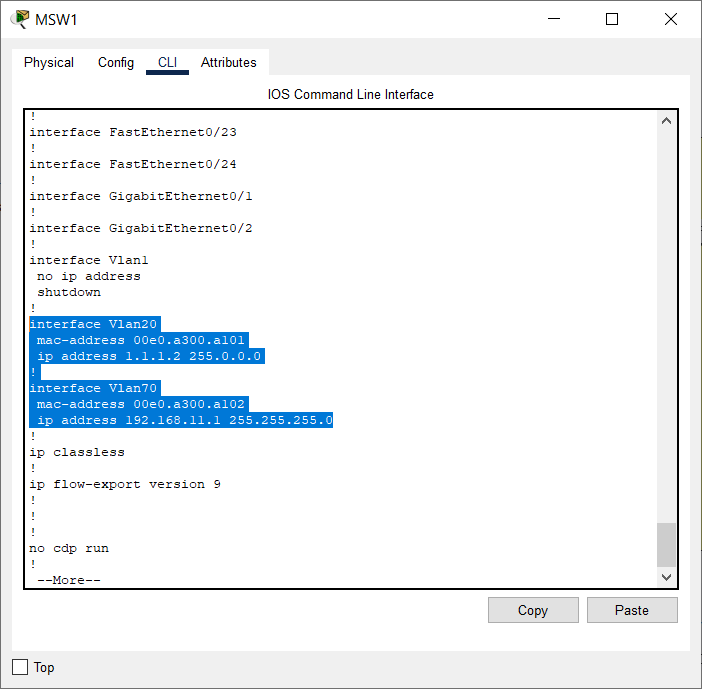 MSW1
Physical Config CLI Attributes
IOS Command Line Interface
!
interface FastEthernet0/23
!
interface FastEthernet0/24
!
interface GigabitEthernet0/1
!
interface GigabitEthernet0/2
!
interface Vlan1
no ip address
shutdown
!
interface Vlan20
mac-address 00e0.a300.a101
ip address 1.1.1.2 255.0.0.0
!
interface Vlan70
mac-address 00e0.a300.a102
ip address 192.168.11.1 255.255.255.0
!
ip classless
!
ip flow-export version 9
!
!
!
no cdp run
!
--More--
Copy Paste
Top